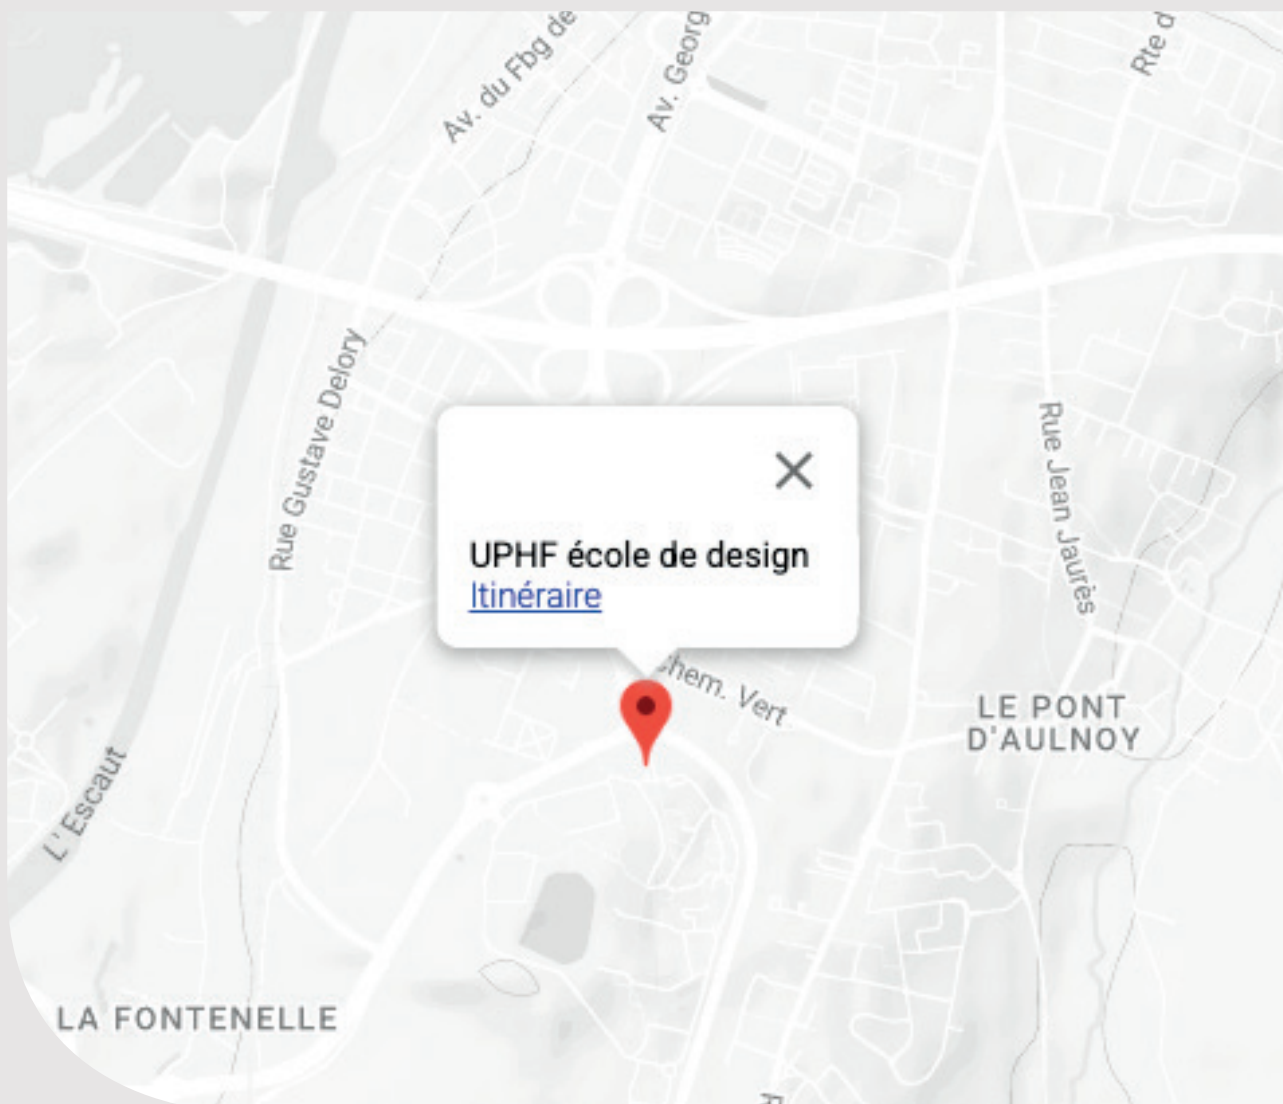 Av. du Fbg de
Av. Georg
Rte d
Rue Gustave Delory
Rue Jean Jaurès
UPHF école de design
Itinéraire
Chem. Vert
LE PONT
D'AULNOY
L'Escaut
LA FONTENELLE
R